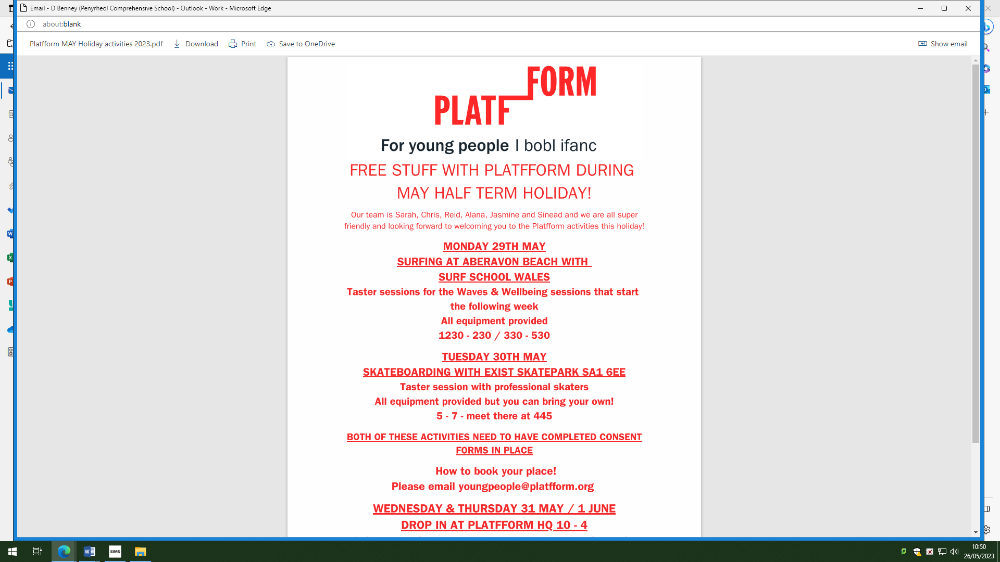 Email - D Benney (Penyrheol Comprehensive School) - Outlook - Work - Microsoft Edge
about:blank
Platfform MAY Holiday activities 2023.pdf
Download
Print
Save to OneDrive
Show email
PLATFFORM
For young people I bobl ifanc
FREE STUFF WITH PLATFFORM DURING
MAY HALF TERM HOLIDAY!
Our team is Sarah, Chris, Reid, Alana, Jasmine and Sinead and we are all super
friendly and looking forward to welcoming you to the Platfform activities this holiday!
MONDAY 29TH MAY
SURFING AT ABERAVON BEACH WITH
SURF SCHOOL WALES
Taster sessions for the Waves & Wellbeing sessions that start
the following week
All equipment provided
1230 - 230 / 330 - 530
TUESDAY 30TH MAY
SKATEBOARDING WITH EXIST SKATEPARK SA1 6EE
Taster session with professional skaters
All equipment provided but you can bring your own!
5 - 7 - meet there at 445
BOTH OF THESE ACTIVITIES NEED TO HAVE COMPLETED CONSENT
FORMS IN PLACE
How to book your place!
Please email youngpeople@platfform.org
WEDNESDAY & THURSDAY 31 MAY / 1 JUNE
DROP IN AT PLATFFORM HQ 10 - 4
SIMS
10:50
26/05/2023